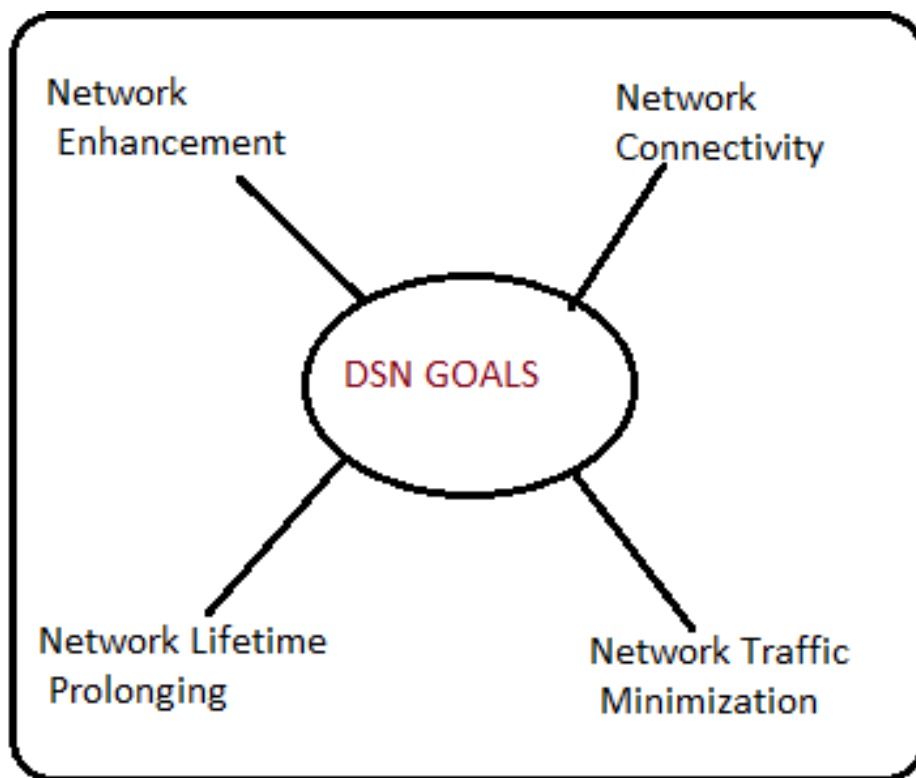 Network
Enhancement
Network
Connectivity
DSN GOALS
Network Lifetime
Prolonging
Network Traffic
Minimization